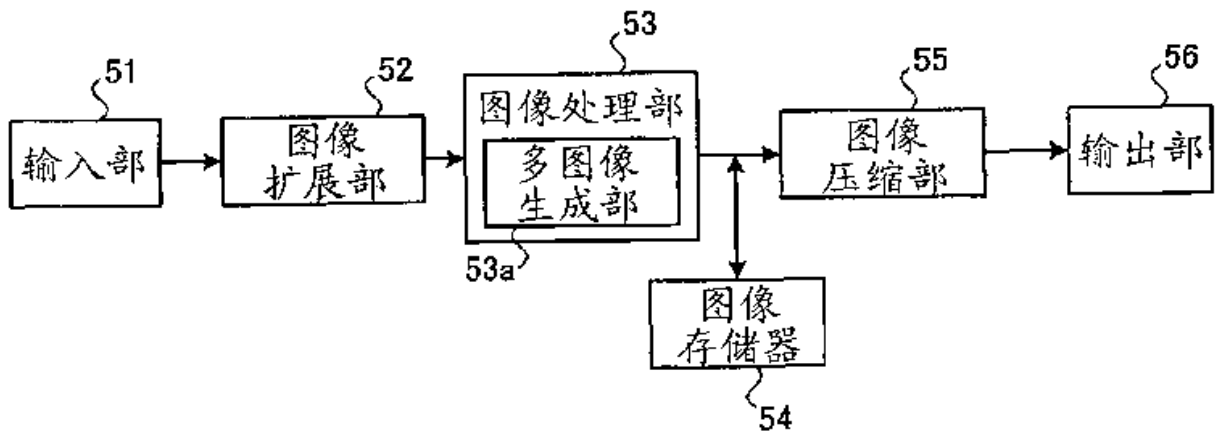 51
输入部
52
图像
扩展部
53
图像处理部
多图像
生成部
53a
图像
存储器
54
55
图像
压缩部
56
输出部